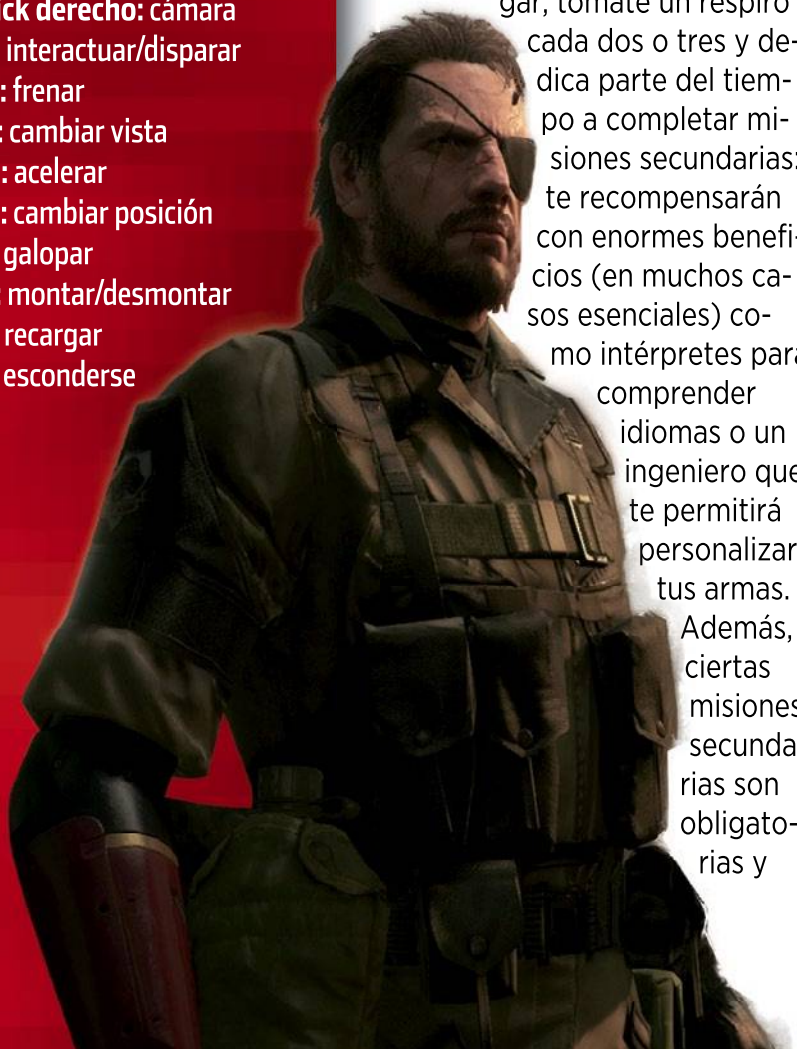 ick derecho: cámara
interactuar/disparar
: frenar
: cambiar vista
: acelerar
: cambiar posición
galopar
: montar/desmontar
recargar
esconderse
gar, tómate un respiro
cada dos o tres y de-
dica parte del tiem-
po a completar mi-
siones secundarias:
te recompensarán
con enormes benefi-
cios (en muchos ca-
sos esenciales) co-
mo intérpretes para
comprender
idiomas o un
ingeniero que
te permitirá
personalizar
tus armas.
Además,
ciertas
misiones
secunda
rias son
obligato-
rias y